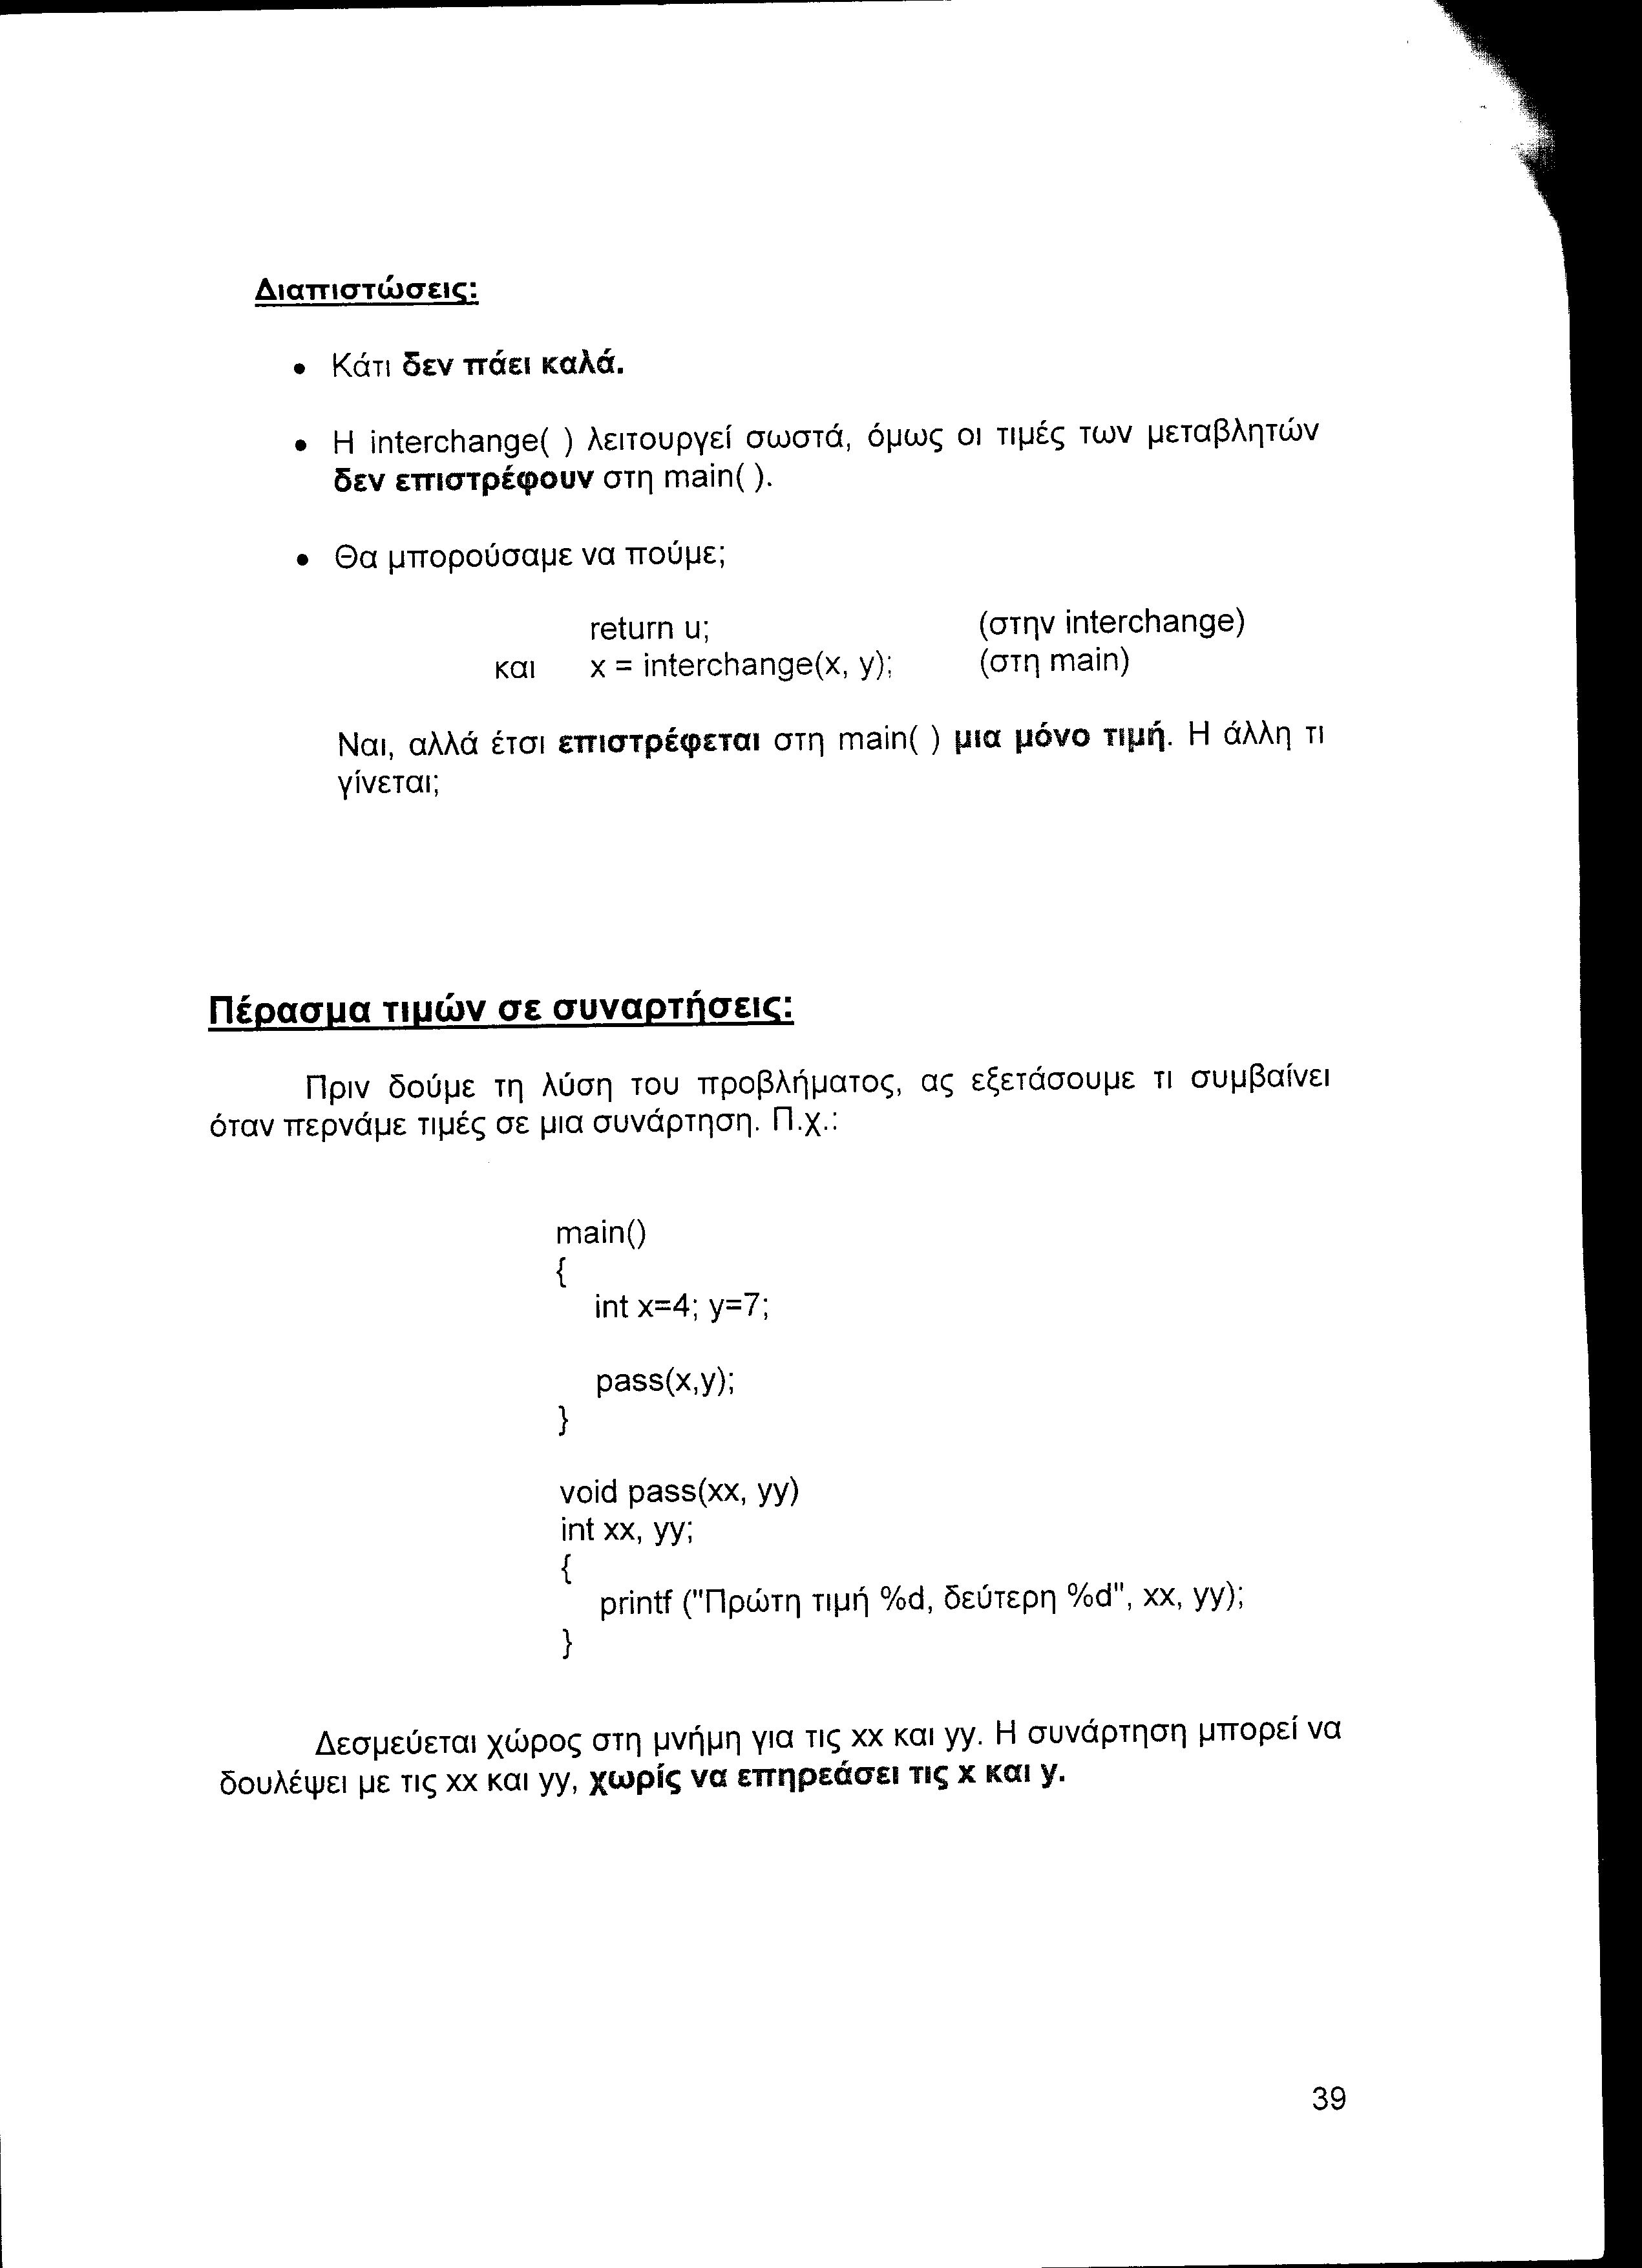 Διαπιστώσεις:
• Κάτι δεν πάει καλά.
• Η interchange( ) λειτουργεί σωστά, όμως οι τιμές των μεταβλητών
δεν επιστρέφουν στη main( ).
• Θα μπορούσαμε να πούμε;
return u; (στην interchange)
και x = interchange(x, y); (στη main)
Ναι, αλλά έτσι επιστρέφεται στη main( ) μια μόνο τιμή. Η άλλη τι
γίνεται;
Πέρασμα τιμών σε συναρτήσεις:
Πριν δούμε τη λύση του προβλήματος, ας εξετάσουμε τι συμβαίνει
όταν περνάμε τιμές σε μια συνάρτηση. Π.χ.:
main()
{
int x=4; y=7;
pass(x,y);
}
void pass(xx, yy)
int xx, yy;
{
printf ("Πρώτη τιμή %d, δεύτερη %d", xx, yy);
}
Δεσμεύεται χώρος στη μνήμη για τις xx και yy. Η συνάρτηση μπορεί να
δουλέψει με τις xx και yy, χωρίς να επηρεάσει τις x και y.
39